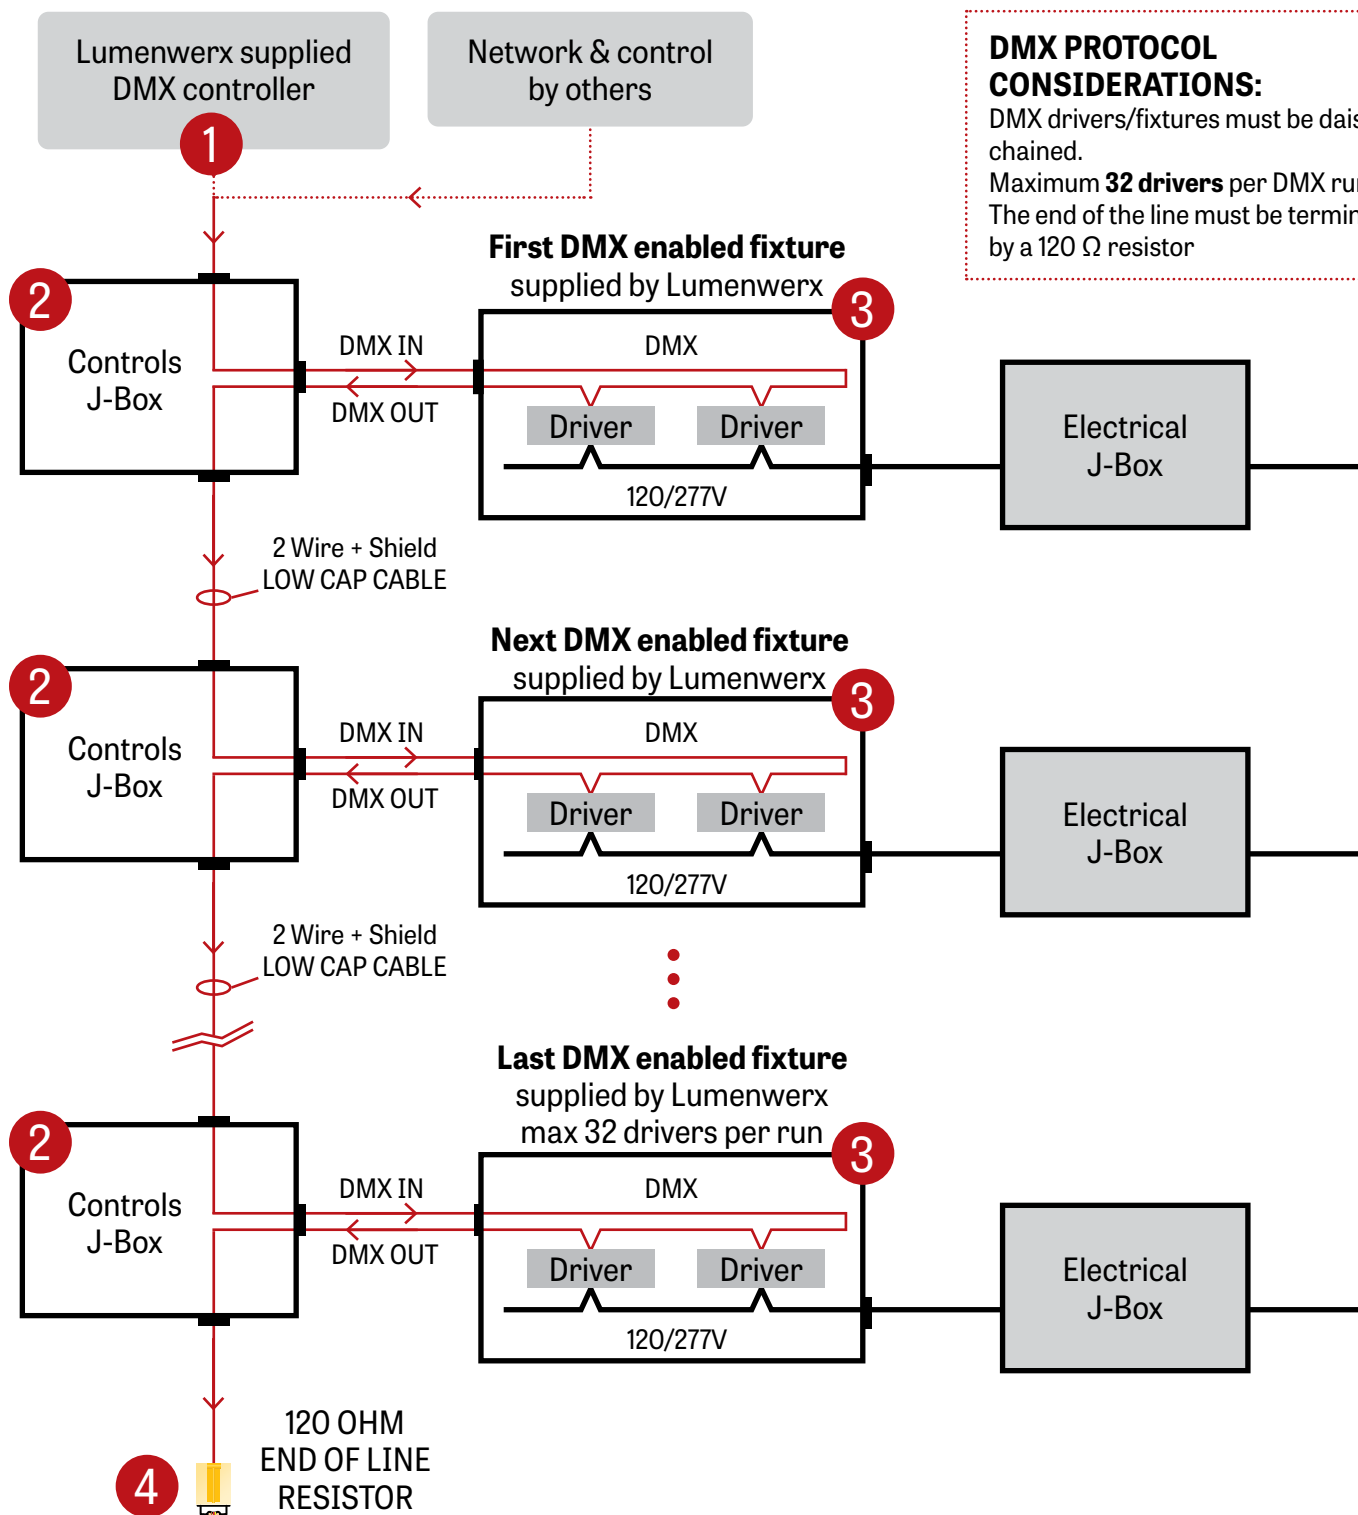 Lumenwerx supplied
DMX controller
1
Network & control
by others
DMX PROTOCOL
CONSIDERATIONS:
DMX drivers/fixtures must be dais
chained.
Maximum 32 drivers per DMX ru
The end of the line must be termin
by a 120 Ω resistor
First DMX enabled fixture
supplied by Lumenwerx
2
Controls
J-Box
DMX IN
DMX OUT
3
DMX
Driver
Driver
120/277V
Electrical
J-Box
2 Wire + Shield
LOW CAP CABLE
Next DMX enabled fixture
supplied by Lumenwerx
2
Controls
J-Box
DMX IN
DMX OUT
3
DMX
Driver
Driver
120/277V
Electrical
J-Box
2 Wire + Shield
LOW CAP CABLE
Last DMX enabled fixture
supplied by Lumenwerx
max 32 drivers per run
2
Controls
J-Box
DMX IN
DMX OUT
3
DMX
Driver
Driver
120/277V
Electrical
J-Box
4
120 OHM
END OF LINE
RESISTOR